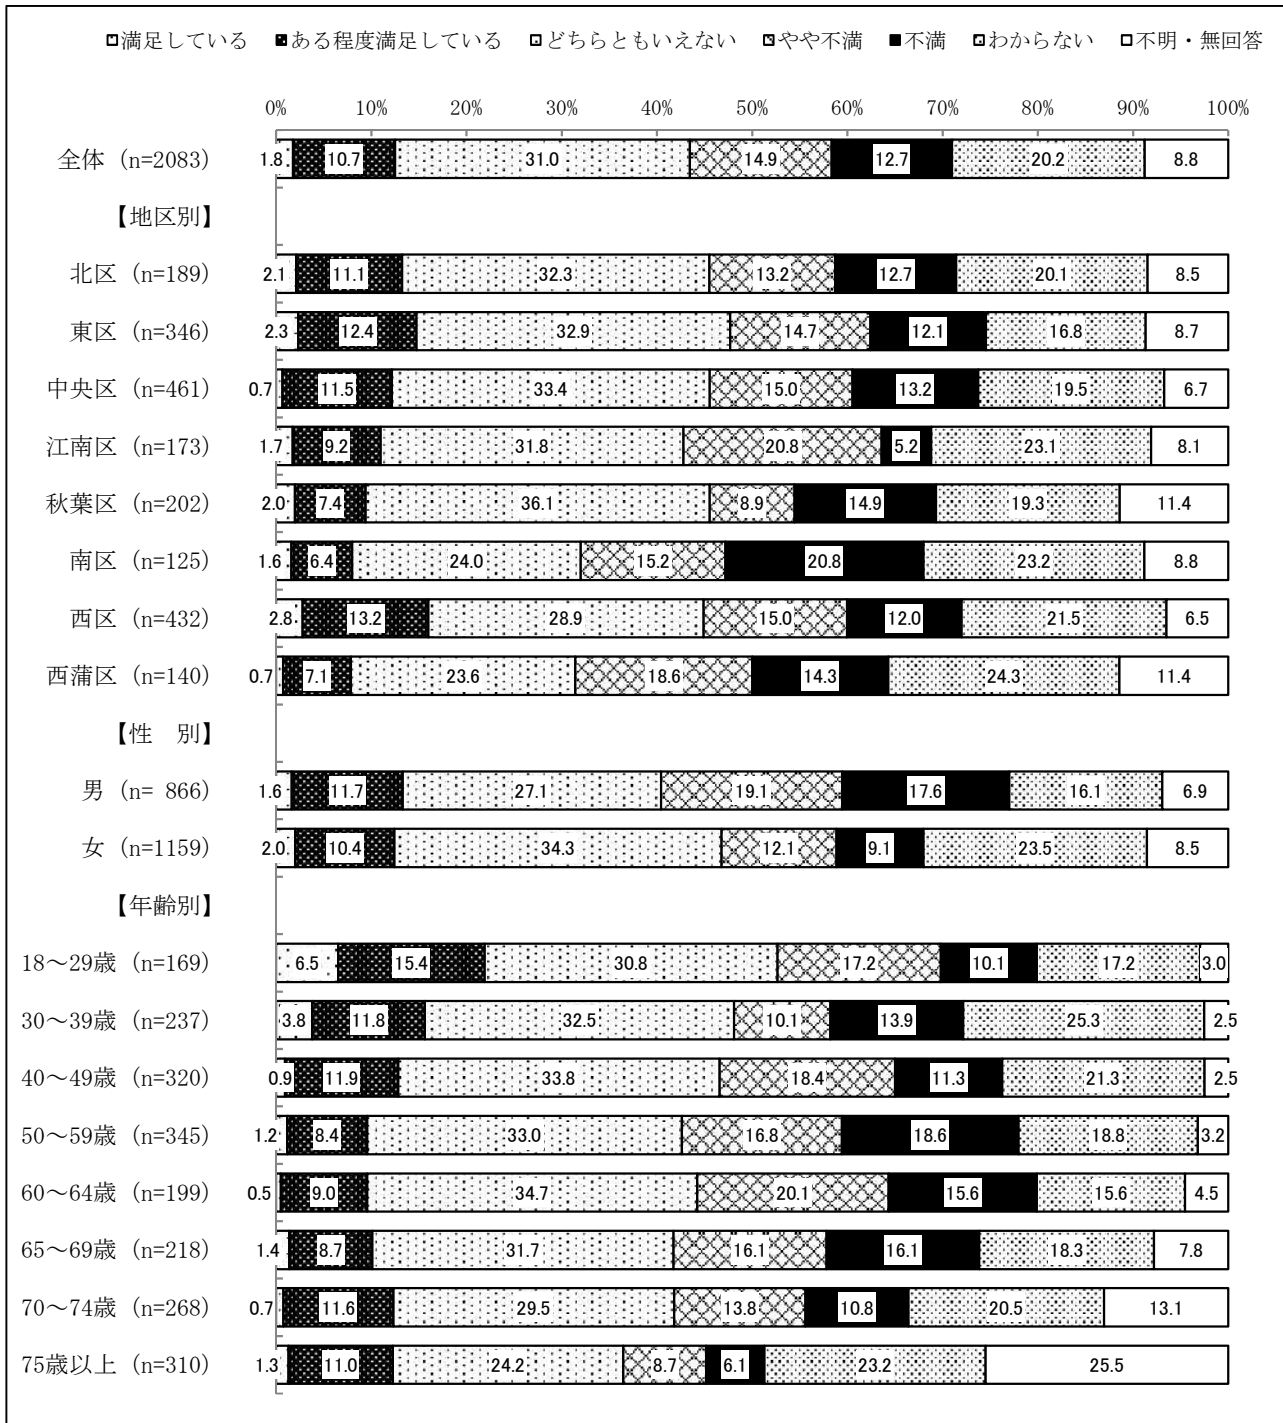 満足している ある程度満足している どちらともいえない やや不満 不満 わからない 不明・無回答
0% 10% 20% 30% 40% 50% 60% 70% 80% 90% 100%
全体 (n=2083) 1.8 10.7 31.0 14.9 12.7 20.2 8.8
【地区別】
北区 (n=189) 2.1 11.1 32.3 13.2 12.7 20.1 8.5
東区 (n=346) 2.3 12.4 32.9 14.7 12.1 16.8 8.7
中央区 (n=461) 0.7 11.5 33.4 15.0 13.2 19.5 6.7
江南区 (n=173) 1.7 9.2 31.8 20.8 5.2 23.1 8.1
秋葉区 (n=202) 2.0 7.4 36.1 8.9 14.9 19.3 11.4
南区 (n=125) 1.6 6.4 24.0 15.2 20.8 23.2 8.8
西区 (n=432) 2.8 13.2 28.9 15.0 12.0 21.5 6.5
西蒲区 (n=140) 0.7 7.1 23.6 18.6 14.3 24.3 11.4
【性　別】
男 (n= 866) 1.6 11.7 27.1 19.1 17.6 16.1 6.9
女 (n=1159) 2.0 10.4 34.3 12.1 9.1 23.5 8.5
【年齢別】
18～29歳 (n=169) 6.5 15.4 30.8 17.2 10.1 17.2 3.0
30～39歳 (n=237) 3.8 11.8 32.5 10.1 13.9 25.3 2.5
40～49歳 (n=320) 0.9 11.9 33.8 18.4 11.3 21.3 2.5
50～59歳 (n=345) 1.2 8.4 33.0 16.8 18.6 18.8 3.2
60～64歳 (n=199) 0.5 9.0 34.7 20.1 15.6 15.6 4.5
65～69歳 (n=218) 1.4 8.7 31.7 16.1 16.1 18.3 7.8
70～74歳 (n=268) 0.7 11.6 29.5 13.8 10.8 20.5 13.1
75歳以上 (n=310) 1.3 11.0 24.2 8.7 6.1 23.2 25.5